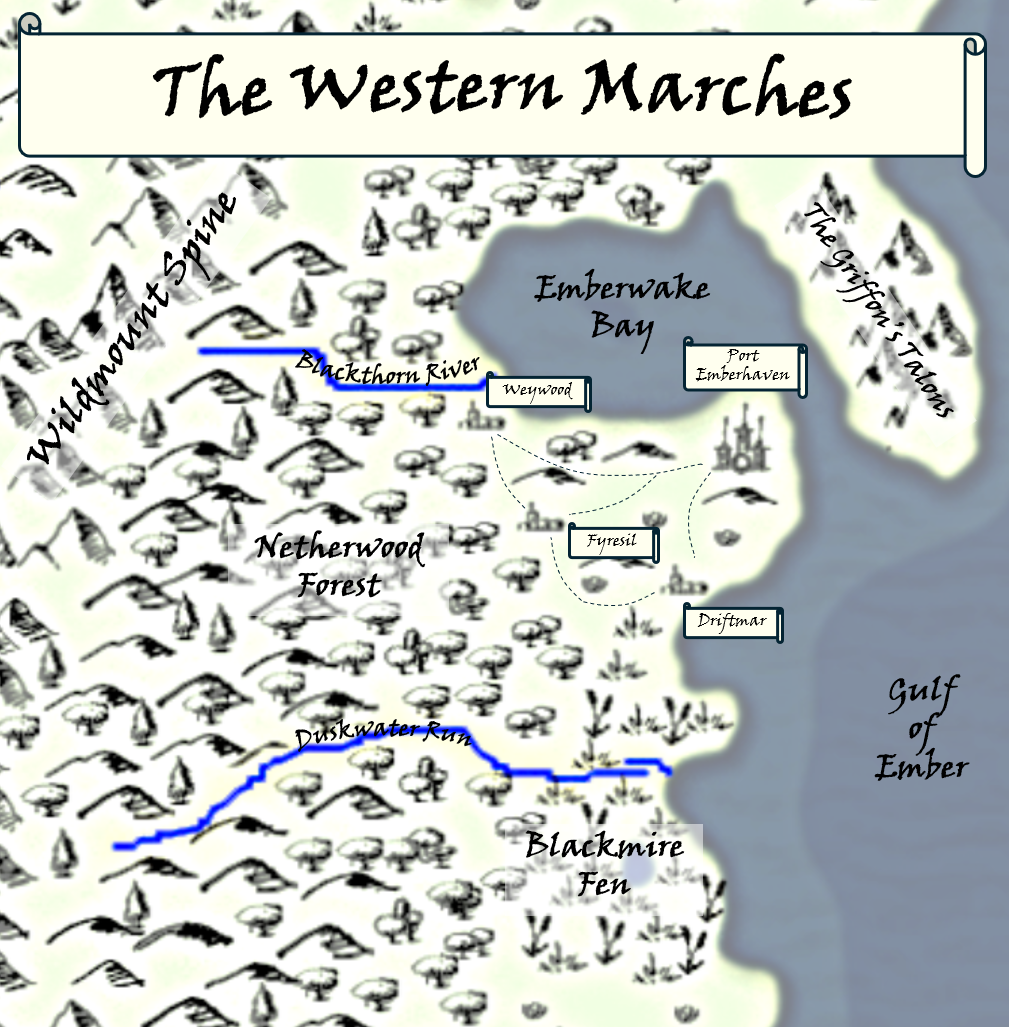 The Western Marches
Wildmount Spine
The Griffon's Talons
Emberwake
Bay
Port
Emberhaven
Blackthorn River
Weywood
Netherwood
Forest
Fyresil
Driftmar
Gulf
of
Ember
Duskwater Run
Blackmire
Fen